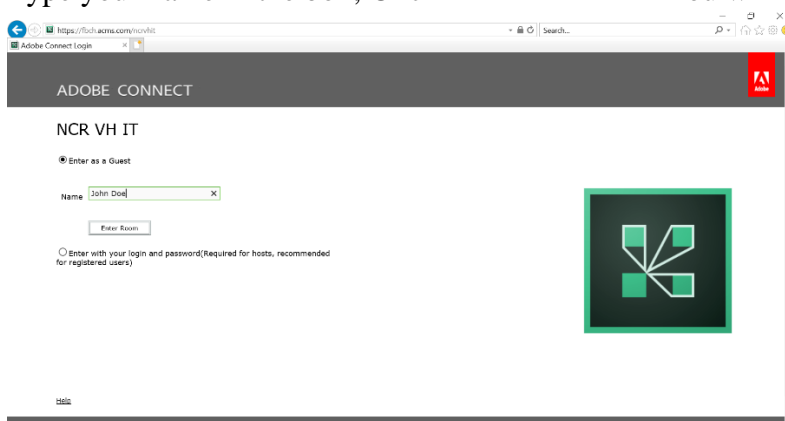 https://fbch.acms.com/ncrvhit
Search...
Adobe Connect Login
ADOBE CONNECT
Adobe
NCR VH IT
Enter as a Guest
Name
John Doe
Enter Room
Enter with your login and password(Required for hosts, recommended
for registered users)
Help